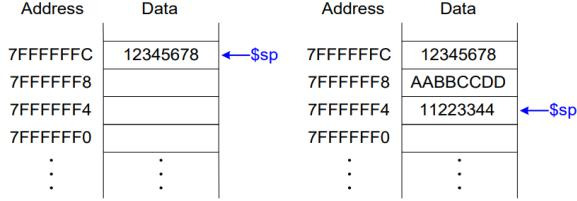 Address Data Address Data
7FFFFFFC 12345678 $sp 7FFFFFFC 12345678
7FFFFFF8 7FFFFFF8 AABBCCDD
7FFFFFF4 7FFFFFF4 11223344 $sp
7FFFFFF0 7FFFFFF0